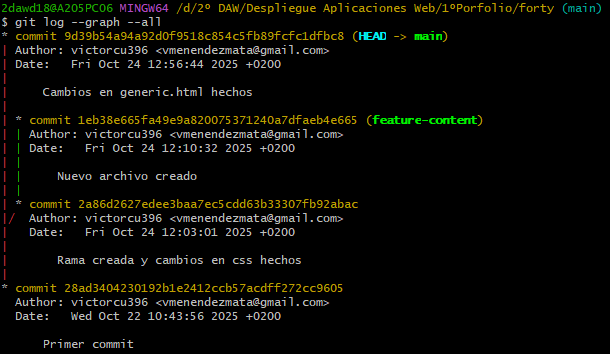 2dawd18@A205PC06 MINGW64 /d/2º DAW/Despliegue Aplicaciones Web/1ºPorfolio/forty (main)
$ git log --graph --all
* commit 9d39b54a94a92d0f9518c854c5fb89fcfc1dfbc8 (HEAD -> main)
| Author: victorcu396 <vmenendezmata@gmail.com>
| Date:   Fri Oct 24 12:56:44 2025 +0200
|
|     Cambios en generic.html hechos
|
| * commit 1eb38e665fa49e9a820075371240a7dfaeb4e665 (feature-content)
| | Author: victorcu396 <vmenendezmata@gmail.com>
| | Date:   Fri Oct 24 12:10:32 2025 +0200
| |
| |     Nuevo archivo creado
| |
| * commit 2a86d2627edee3baa7ec5cdd63b33307fb92abac
|/  Author: victorcu396 <vmenendezmata@gmail.com>
|   Date:   Fri Oct 24 12:03:01 2025 +0200
|
|       Rama creada y cambios en css hechos
|
* commit 28ad3404230192b1e2412ccb57acdff272cc9605
  Author: victorcu396 <vmenendezmata@gmail.com>
  Date:   Wed Oct 22 10:43:56 2025 +0200

      Primer commit